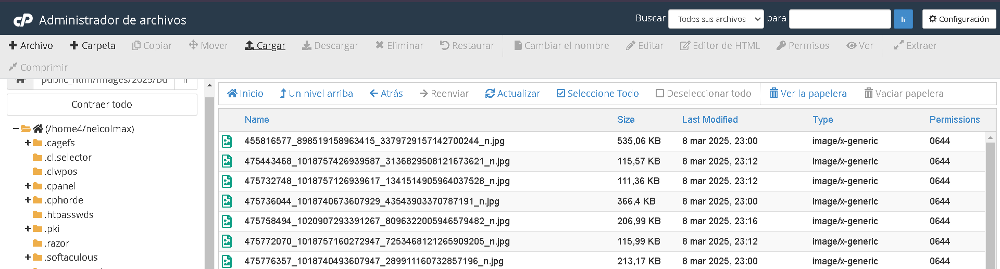 Administrador de archivos
Buscar Todos sus archivos para Ir Configuración
Archivo Carpeta Copiar Mover Cargar Descargar Eliminar Restaurar Cambiar el nombre Editar Editor de HTML Permisos Ver Extraer
Comprimir
public_html/images/2025/bd Ir
Contraer todo
(/home4/neicolmax)
.cagefs
.cl.selector
.clwpos
.cpanel
.cphorde
.htpasswds
.pki
.razor
.softaculous
Inicio Un nivel arriba Atrás Reenviar Actualizar Seleccione Todo Deseleccionar todo Ver la papelera Vaciar papelera
Name Size Last Modified Type Permissions
455816577_898519158963415_3379729157142700244_n.jpg 535,06 KB 8 mar 2025, 23:00 image/x-generic 0644
475443468_1018757426939587_3136829508121673621_n.jpg 115,57 KB 8 mar 2025, 23:12 image/x-generic 0644
475732748_1018757126939617_1341514905964037528_n.jpg 111,36 KB 8 mar 2025, 23:12 image/x-generic 0644
475736044_1018740673607929_43543903370787191_n.jpg 366,4 KB 8 mar 2025, 23:00 image/x-generic 0644
475758494_1020907293391267_8096322005946579482_n.jpg 206,99 KB 8 mar 2025, 23:16 image/x-generic 0644
475772070_1018757160272947_7253468121265909205_n.jpg 115,99 KB 8 mar 2025, 23:12 image/x-generic 0644
475776357_1018740493607947_289911160732857196_n.jpg 213,17 KB 8 mar 2025, 23:00 image/x-generic 0644